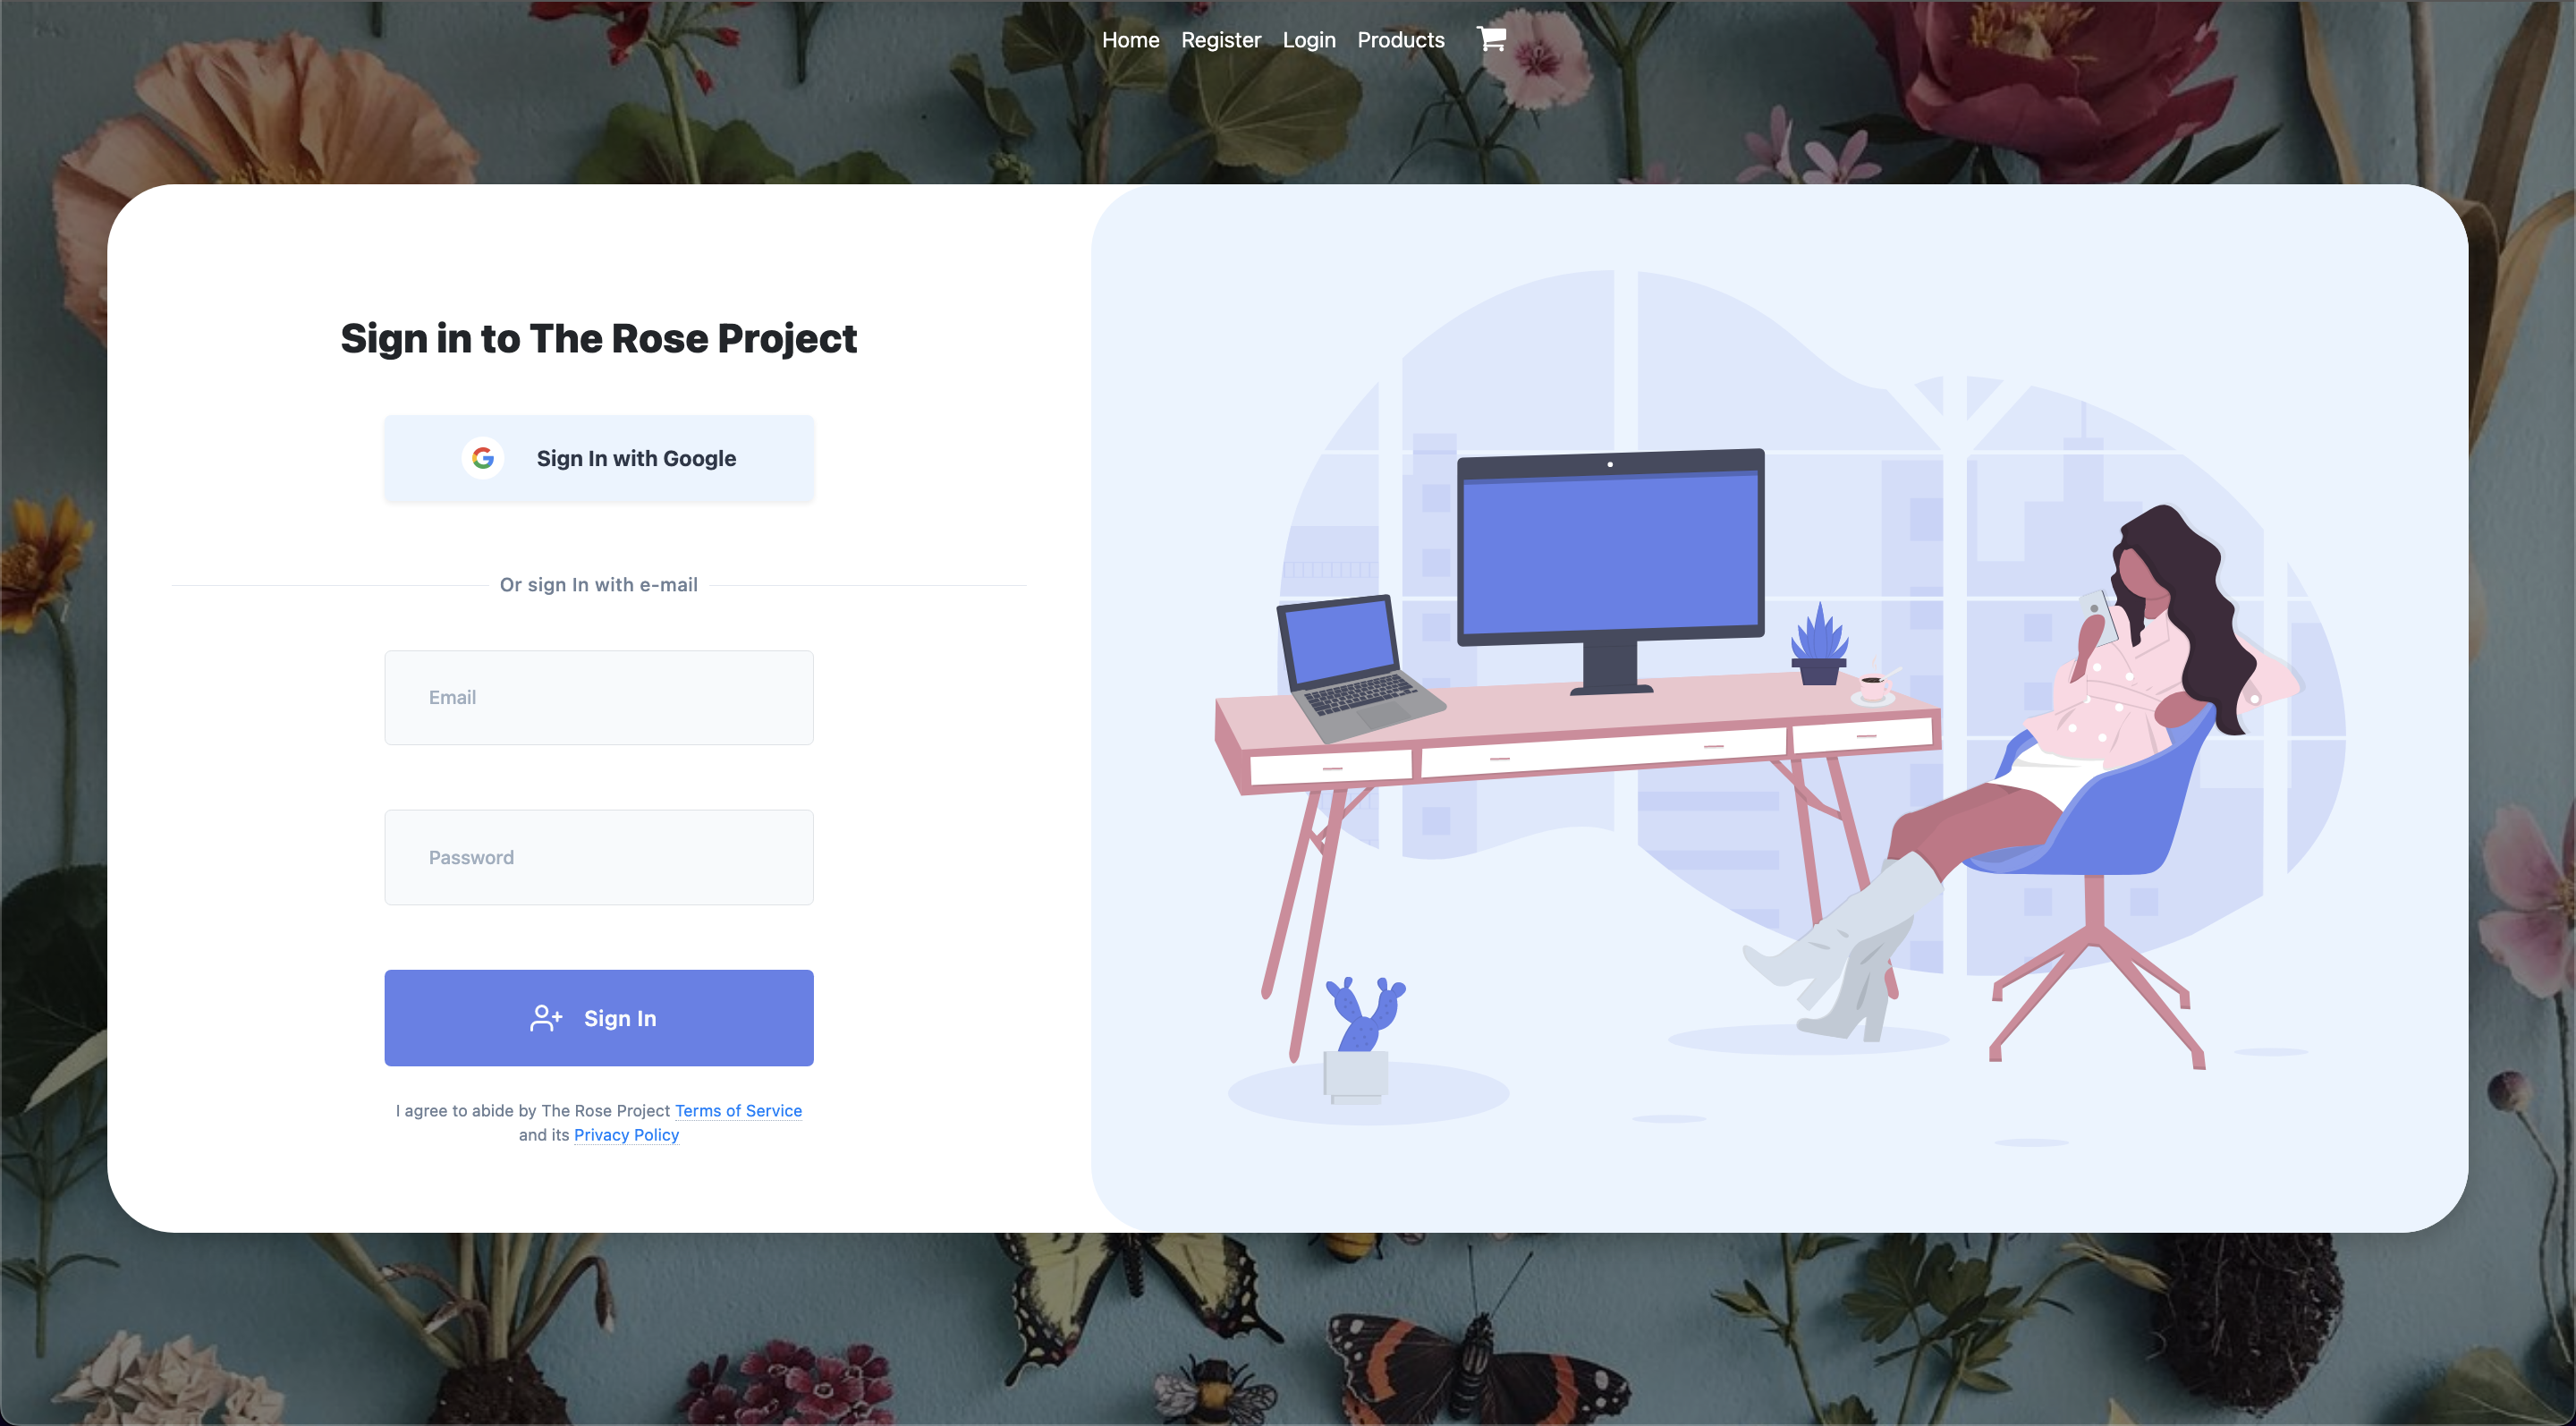 Home Register Login Products
Sign in to The Rose Project
Sign In with Google
Or sign In with e-mail
Email
Password
Sign In
I agree to abide by The Rose Project Terms of Service
and its Privacy Policy